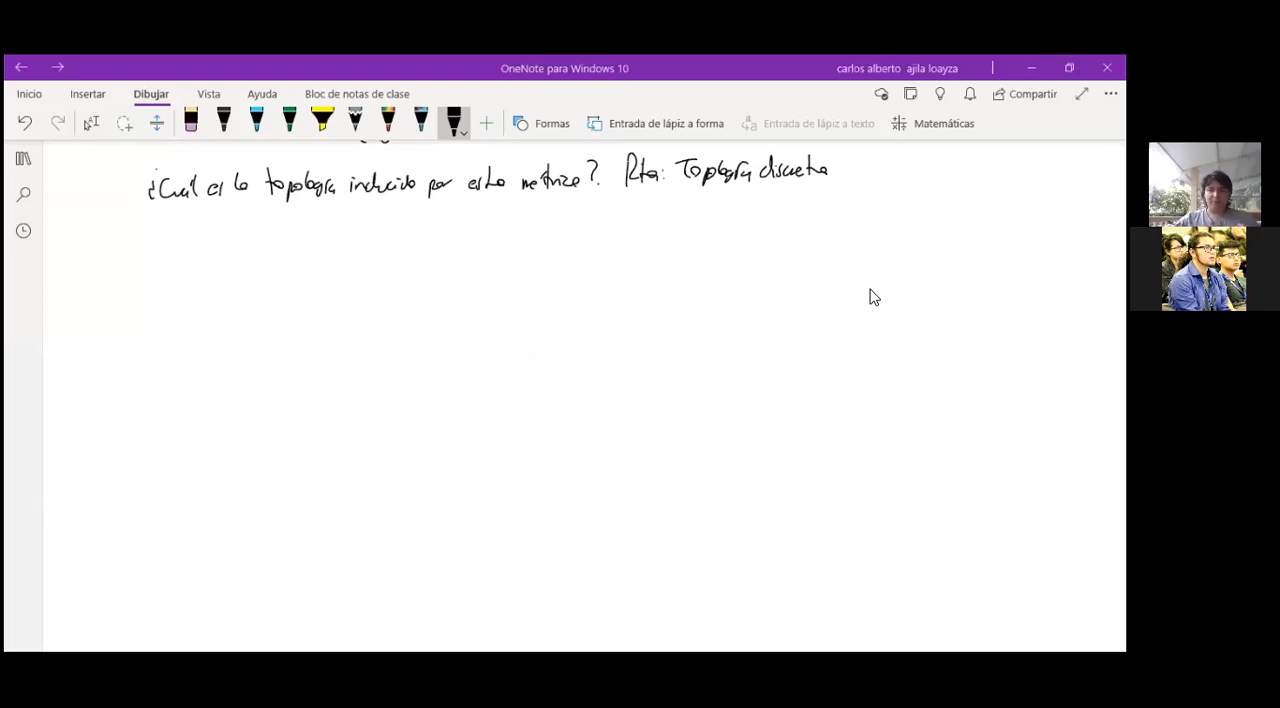 OneNote para Windows 10
carlos alberto ajila loayza
Inicio Insertar Dibujar Vista Ayuda Bloc de notas de clase
Compartir
Formas Entrada de lápiz a forma Entrada de lápiz a texto Matemáticas
¿Cuál es la topología inducida por esta métrica? Rta: Topología discreta